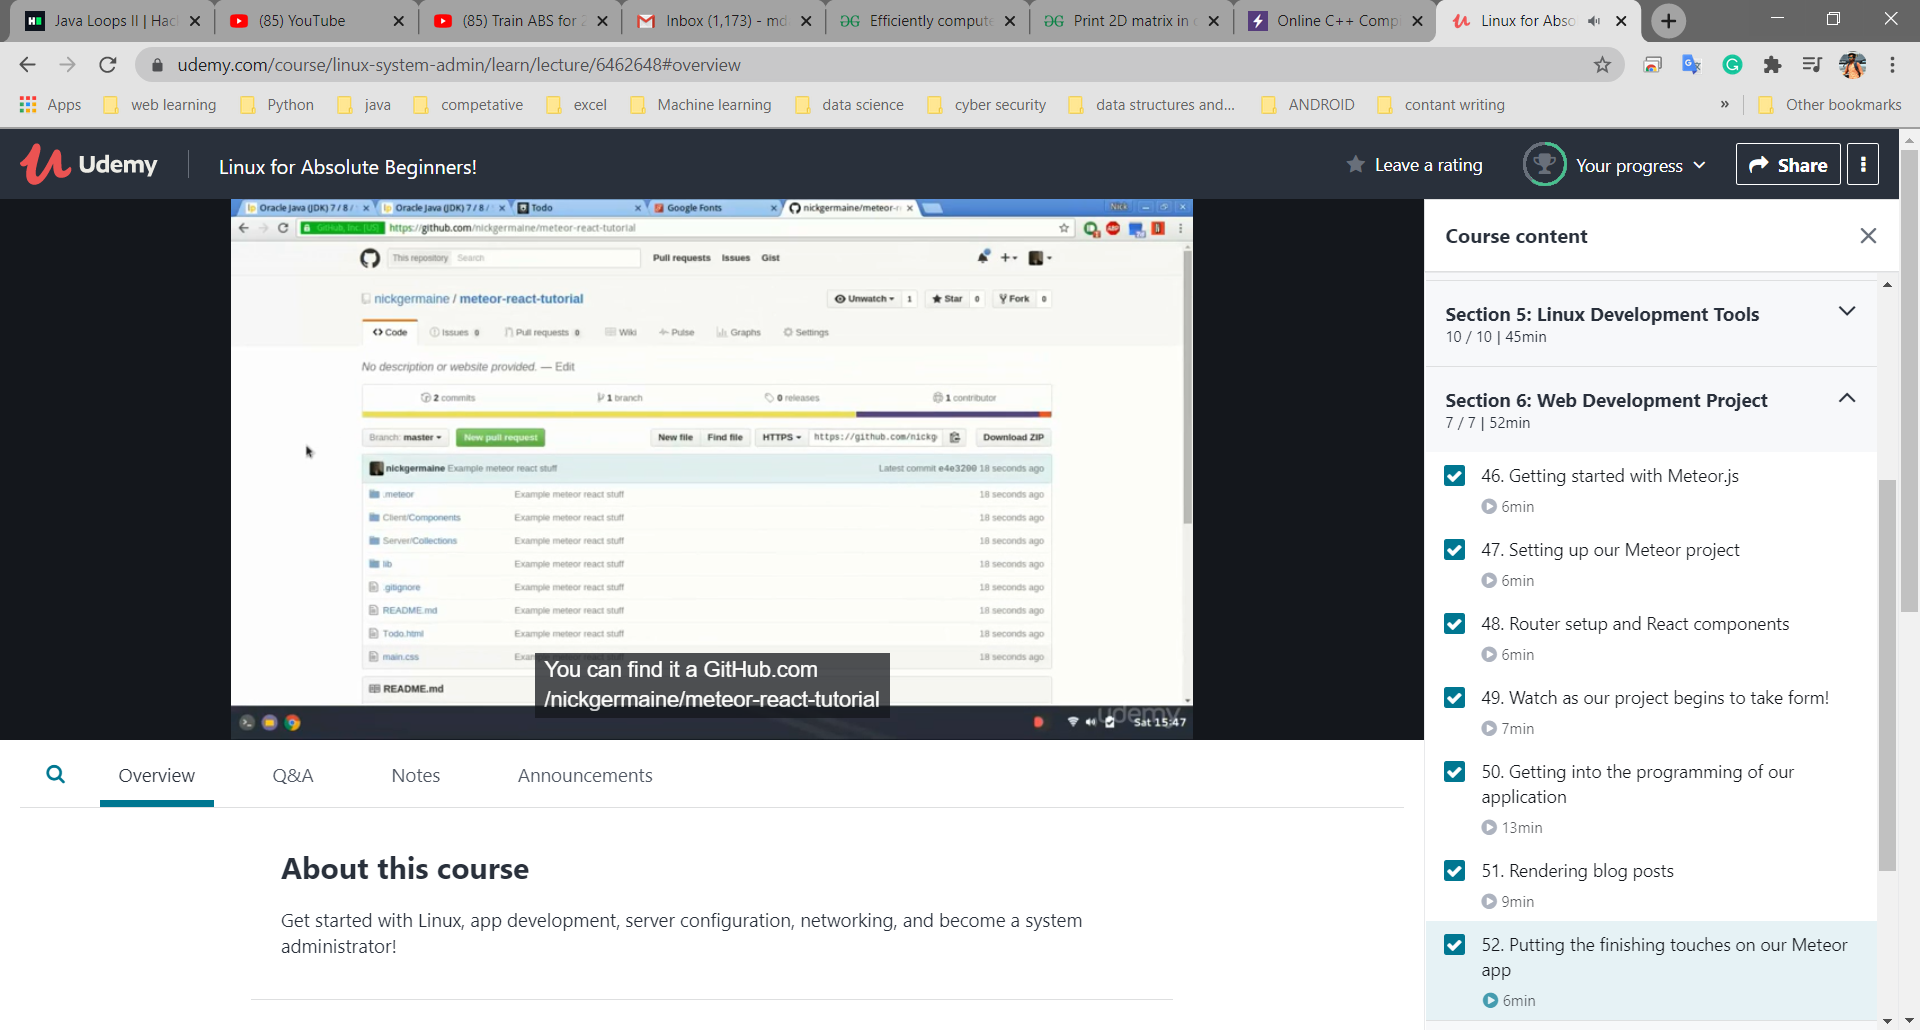 Java Loops II | Hac
(85) YouTube
(85) Train ABS for 2
Inbox (1,173) - md
Efficiently compute
Print 2D matrix in
Online C++ Comp
Linux for Abso
udemy.com/course/linux-system-admin/learn/lecture/6462648#overview
Apps
web learning
Python
java
competative
excel
Machine learning
data science
cyber security
data structures and...
ANDROID
contant writing
»
Other bookmarks
Udemy
Linux for Absolute Beginners!
Leave a rating
Your progress
Share
Oracle Java (JDK) 7 / 8 /
Oracle Java (JDK) 7 / 8 /
Todo
Google Fonts
nickgermaine/meteor-r
Nick
GitHub, Inc. [US]
https://github.com/nickgermaine/meteor-react-tutorial
This repository
Search
Pull requests
Issues
Gist
nickgermaine / meteor-react-tutorial
Unwatch
1
Star
0
Fork
0
Code
Issues 0
Pull requests 0
Wiki
Pulse
Graphs
Settings
No description or website provided. — Edit
2 commits
1 branch
0 releases
1 contributor
Branch: master
New pull request
New file
Find file
HTTPS
https://github.com/nickg
Download ZIP
nickgermaine Example meteor react stuff
Latest commit e4e3200 18 seconds ago
.meteor
Example meteor react stuff
18 seconds ago
Client/Components
Example meteor react stuff
18 seconds ago
Server/Collections
Example meteor react stuff
18 seconds ago
lib
Example meteor react stuff
18 seconds ago
.gitignore
Example meteor react stuff
18 seconds ago
README.md
Example meteor react stuff
18 seconds ago
Todo.html
Example meteor react stuff
18 seconds ago
main.css
Exam
18 seconds ago
README.md
You can find it a GitHub.com
/nickgermaine/meteor-react-tutorial
udemy
Sat 15:47
Overview
Q&A
Notes
Announcements
About this course
Get started with Linux, app development, server configuration, networking, and become a system
administrator!
Course content
Section 5: Linux Development Tools
10 / 10 | 45min
Section 6: Web Development Project
7 / 7 | 52min
46. Getting started with Meteor.js
6min
47. Setting up our Meteor project
6min
48. Router setup and React components
6min
49. Watch as our project begins to take form!
7min
50. Getting into the programming of our
application
13min
51. Rendering blog posts
9min
52. Putting the finishing touches on our Meteor
app
6min